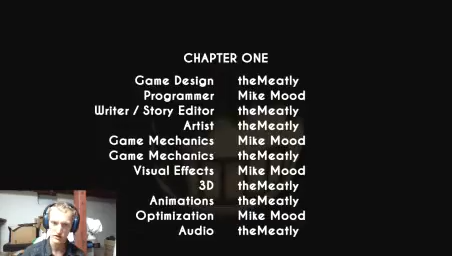 CHAPTER ONE
Game Design theMeatly
Programmer Mike Mood
Writer / Story Editor theMeatly
Artist theMeatly
Game Mechanics Mike Mood
Game Mechanics theMeatly
Visual Effects Mike Mood
3D theMeatly
Animations theMeatly
Optimization Mike Mood
Audio theMeatly